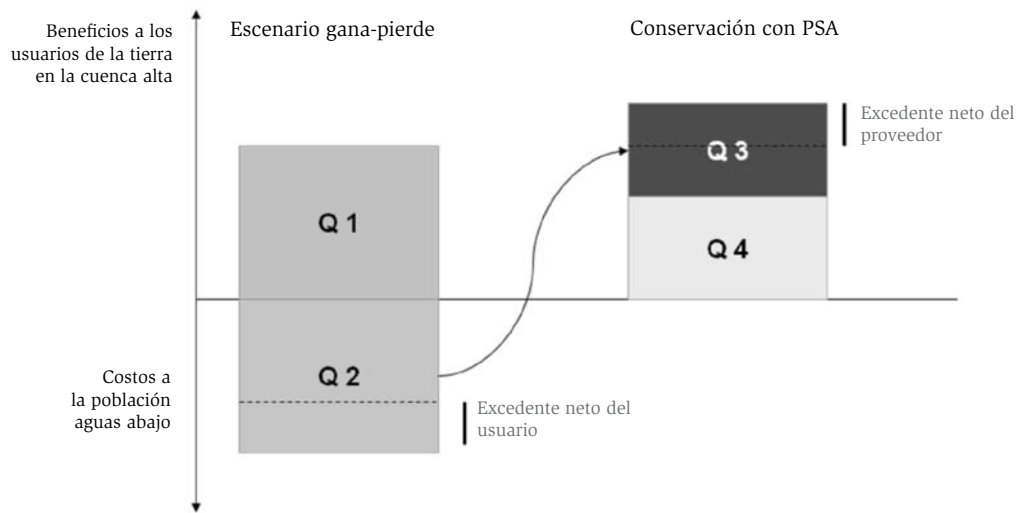 Beneficios a los
usuarios de la tierra
en la cuenca alta
Escenario gana-pierde
Conservación con PSA
Excedente neto del
proveedor
Q 1
Q 3
Q 4
Q 2
Costos a
la población
aguas abajo
Excedente neto del
usuario